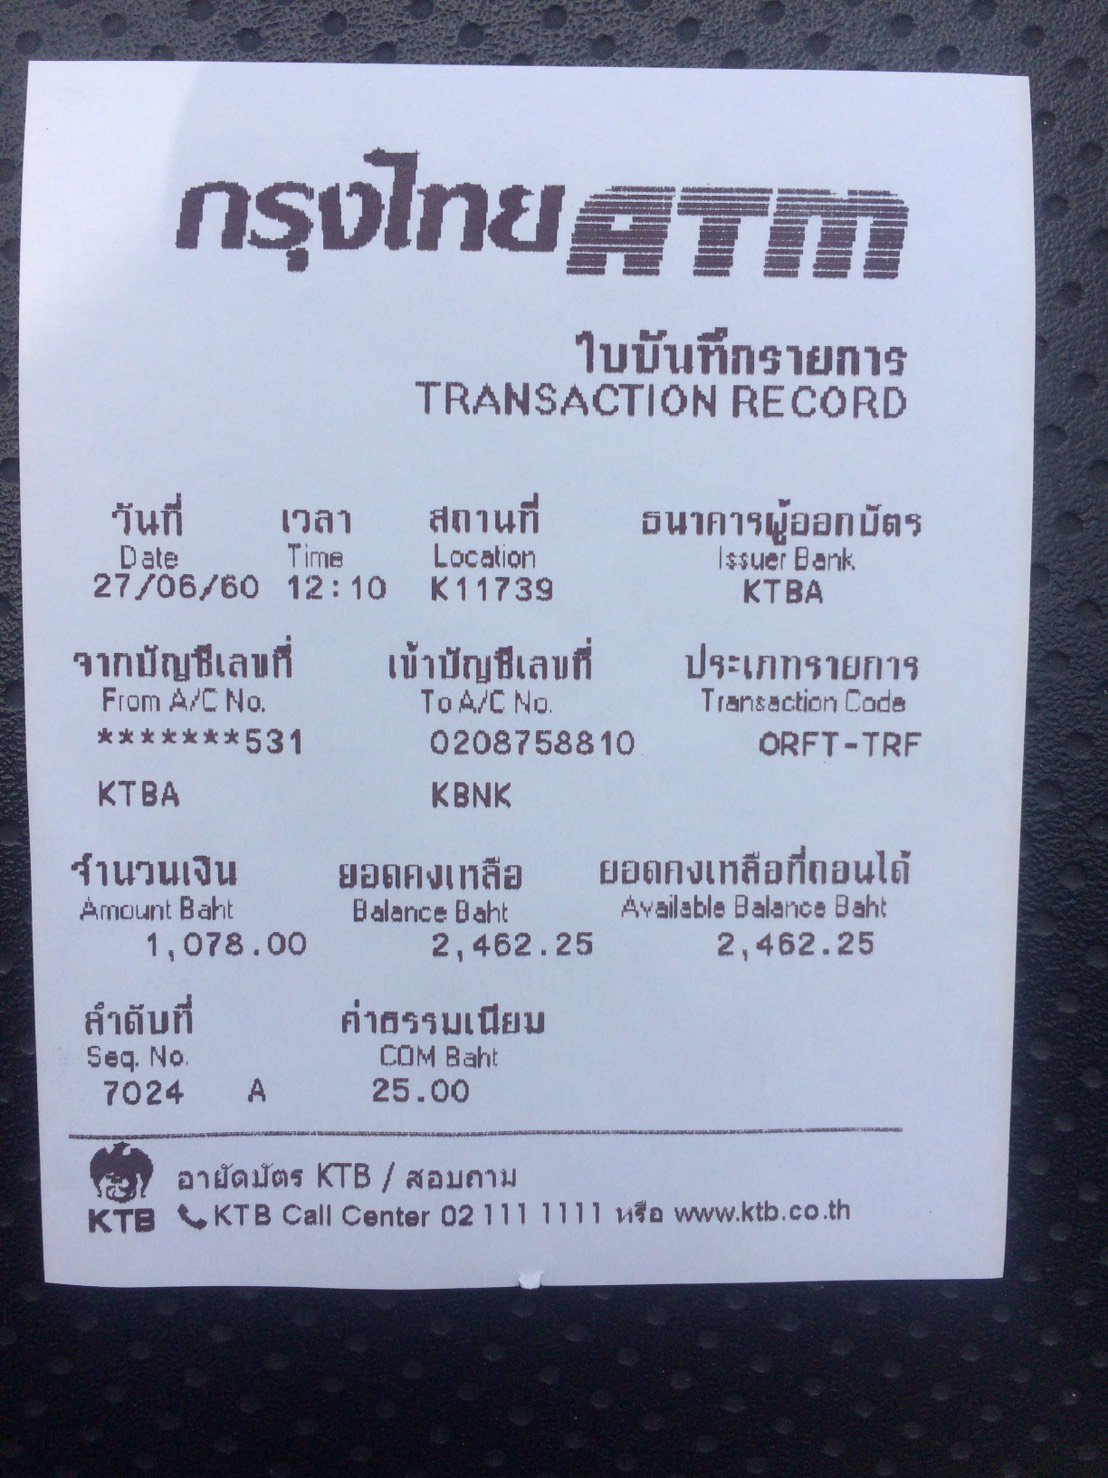 กรุงไทย ATM
ใบบันทึกรายการ
TRANSACTION RECORD
วันที่ เวลา สถานที่ ธนาคารผู้ออกบัตร
Date Time Location Issuer Bank
27/06/60 12:10 K11739 KTBA
จากบัญชีเลขที่ เข้าบัญชีเลขที่ ประเภทรายการ
From A/C No. To A/C No. Transaction Code
*******531 0208758810 ORFT-TRF
KTBA KBNK
จำนวนเงิน ยอดคงเหลือ ยอดคงเหลือที่ถอนได้
Amount Baht Balance Baht Available Balance Baht
1,078.00 2,462.25 2,462.25
ลำดับที่ ค่าธรรมเนียม
Seq. No. COM Baht
7024 A 25.00
อายัดบัตร KTB / สอบถาม
KTB KTB Call Center 02 111 1111 หรือ www.ktb.co.th